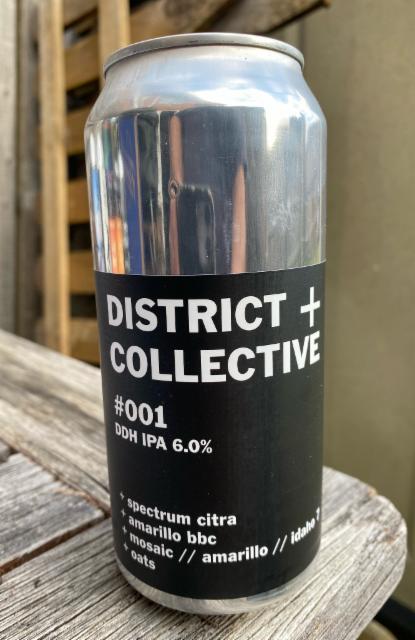 DISTRICT +
COLLECTIVE
#001
DDH IPA 6.0%
+ spectrum citra
+ amarillo bbc
+ mosaic // amarillo // idaho 7
+ oats